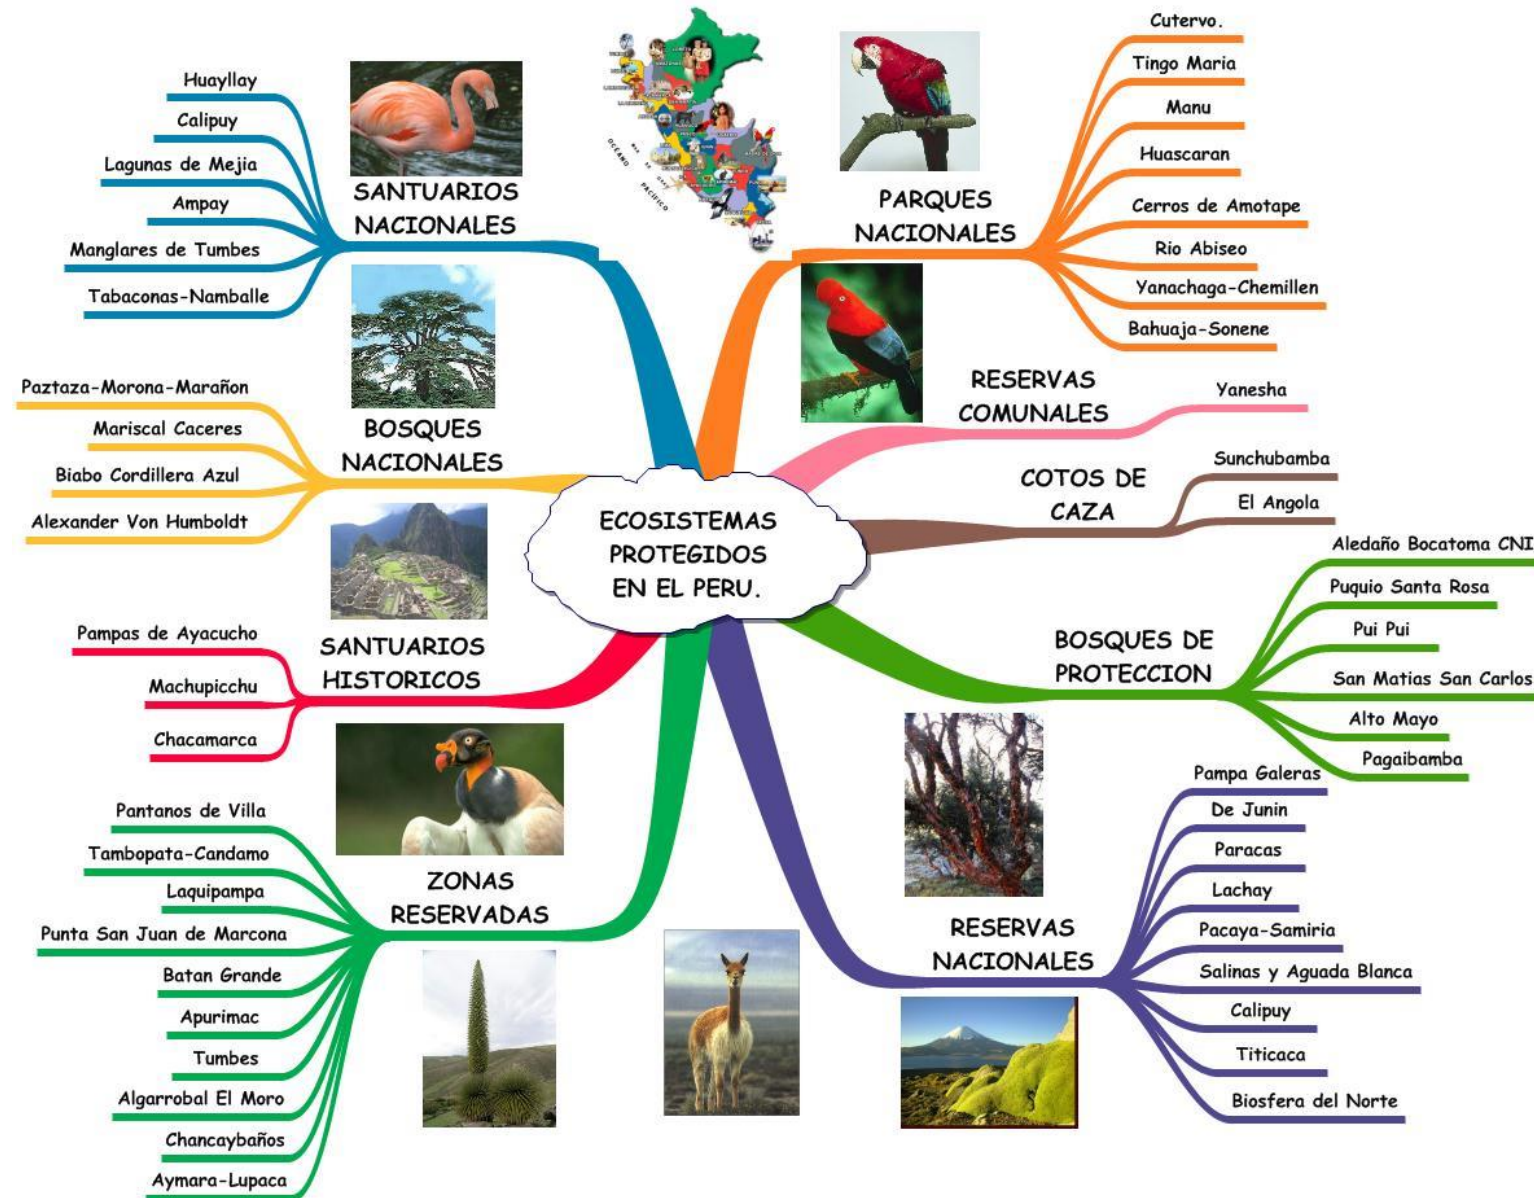 ECOSISTEMAS
PROTEGIDOS
EN EL PERU.
SANTUARIOS
NACIONALES
Huayllay
Calipuy
Lagunas de Mejia
Ampay
Manglares de Tumbes
Tabaconas-Namballe
BOSQUES
NACIONALES
Paztaza-Morona-Marañon
Mariscal Caceres
Biabo Cordillera Azul
Alexander Von Humboldt
SANTUARIOS
HISTORICOS
Pampas de Ayacucho
Machupicchu
Chacamarca
ZONAS
RESERVADAS
Pantanos de Villa
Tambopata-Candamo
Laquipampa
Punta San Juan de Marcona
Batan Grande
Apurimac
Tumbes
Algarrobal El Moro
Chancaybaños
Aymara-Lupaca
OCEANO
PACIFICO
PARQUES
NACIONALES
Cutervo.
Tingo Maria
Manu
Huascaran
Cerros de Amotape
Rio Abiseo
Yanachaga-Chemillen
Bahuaja-Sonene
RESERVAS
COMUNALES
Yanesha
COTOS DE
CAZA
Sunchubamba
El Angola
BOSQUES DE
PROTECCION
Aledaño Bocatoma CNI
Puquio Santa Rosa
Pui Pui
San Matias San Carlos
Alto Mayo
Pagaibamba
RESERVAS
NACIONALES
Pampa Galeras
De Junin
Paracas
Lachay
Pacaya-Samiria
Salinas y Aguada Blanca
Calipuy
Titicaca
Biosfera del Norte